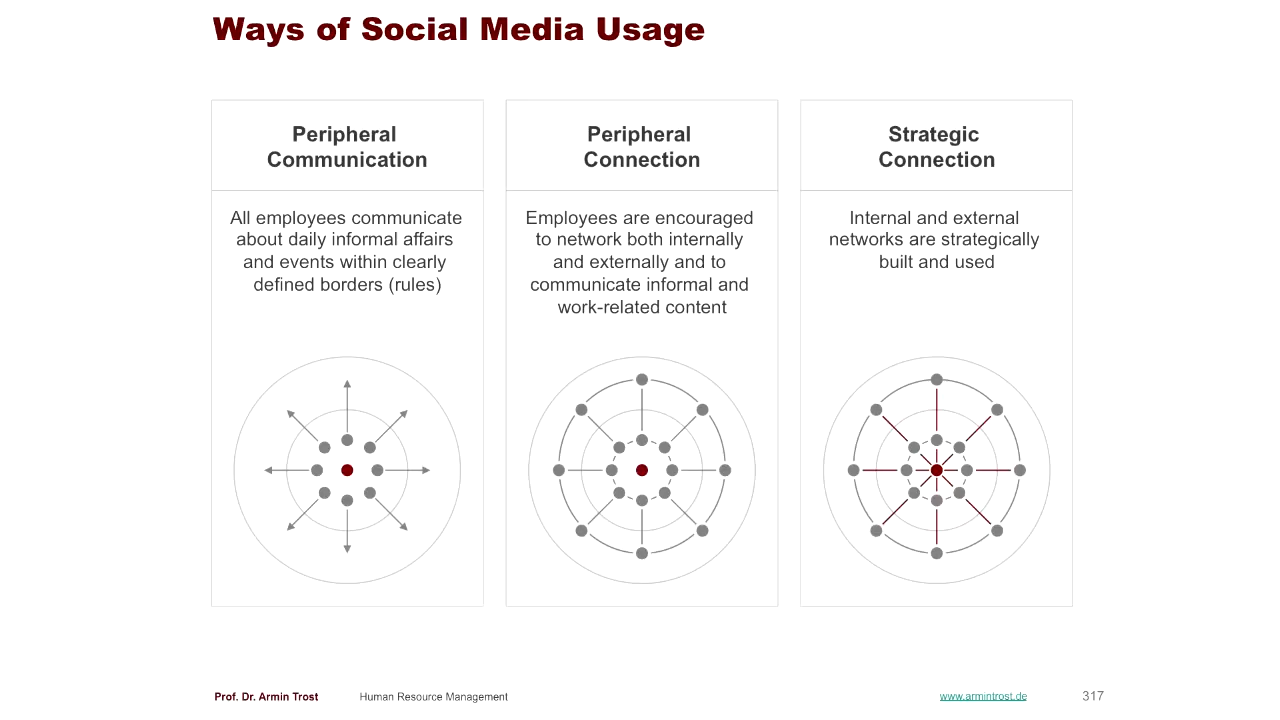 Ways of Social Media Usage
Peripheral
Communication
All employees communicate
about daily informal affairs
and events within clearly
defined borders (rules)
Peripheral
Connection
Employees are encouraged
to network both internally
and externally and to
communicate informal and
work-related content
Strategic
Connection
Internal and external
networks are strategically
built and used
Prof. Dr. Armin Trost
Human Resource Management
www.armintrost.de
317